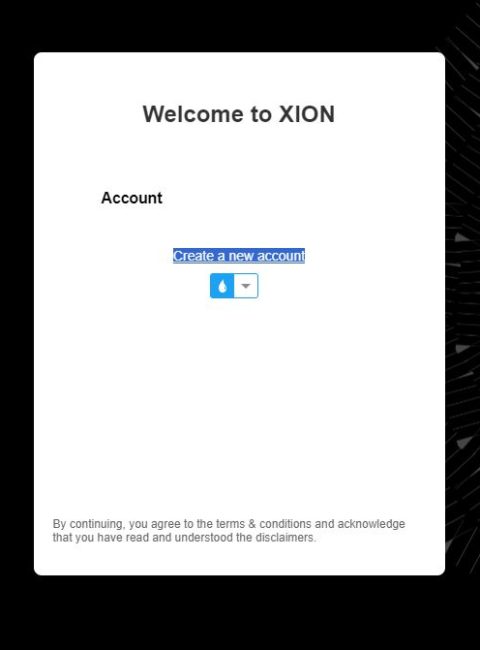 Welcome to XION
Account
Create a new account
By continuing, you agree to the terms & conditions and acknowledge
that you have read and understood the disclaimers.